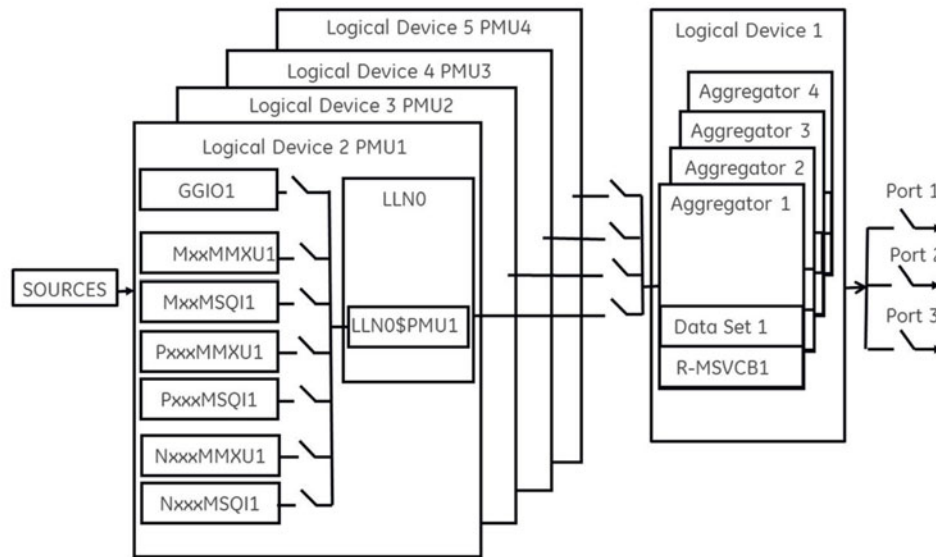 Logical Device 5 PMU4
Logical Device 4 PMU3
Logical Device 3 PMU2
Logical Device 2 PMU1
GGIO1
MxxMMXU1
MxxMSQI1
PxxxMMXU1
PxxxMSQI1
NxxxMMXU1
NxxxMSQI1
LLN0
LLN0$PMU1
SOURCES
Logical Device 1
Aggregator 4
Aggregator 3
Aggregator 2
Aggregator 1
Data Set 1
R-MSVCB1
Port 1
Port 2
Port 3